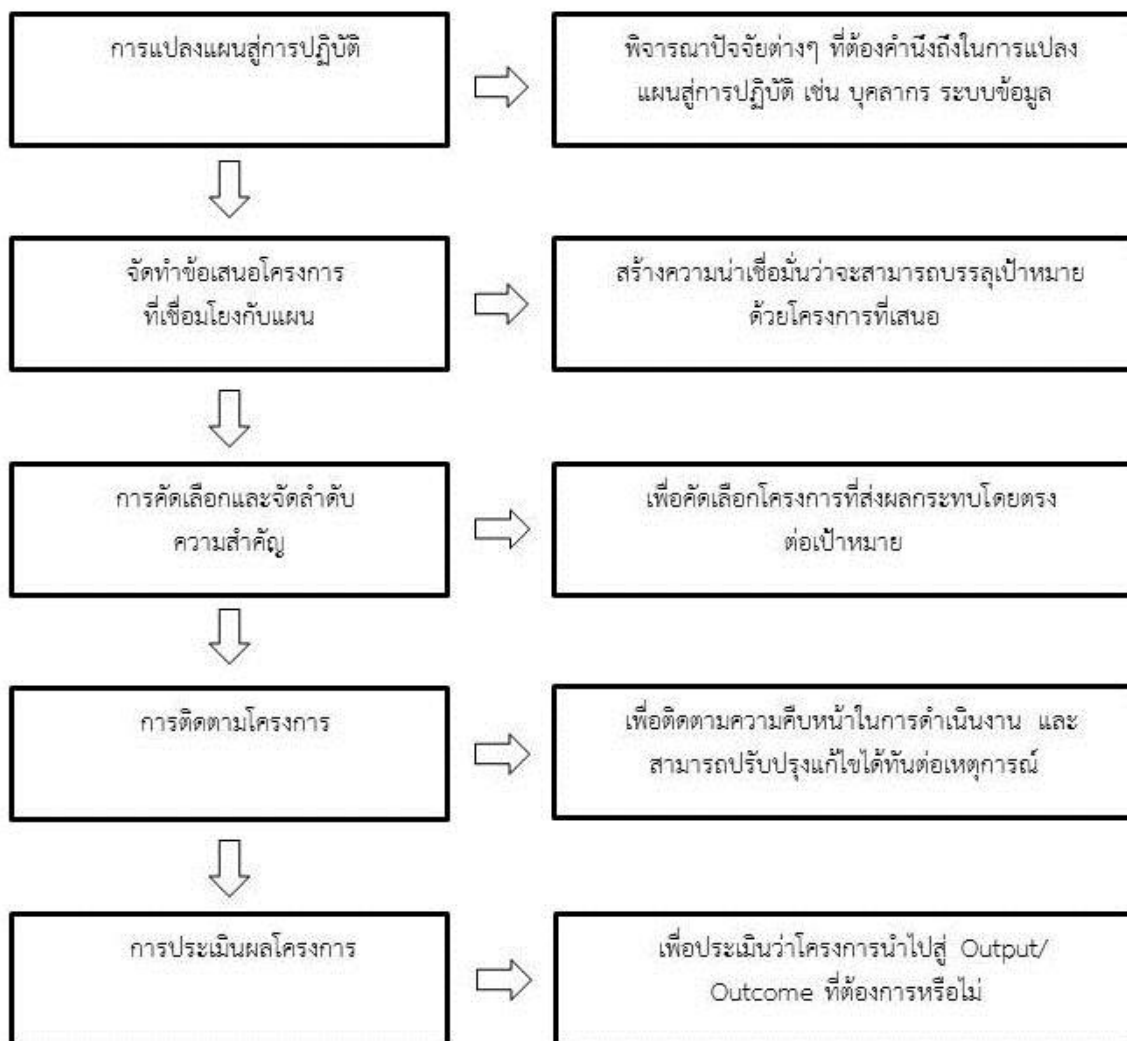 การแปลงแผนสู่การปฏิบัติ
พิจารณาปัจจัยต่างๆ ที่ต้องคำนึงถึงในการแปลง
แผนสู่การปฏิบัติ เช่น บุคลากร ระบบข้อมูล
จัดทำข้อเสนอโครงการ
ที่เชื่อมโยงกับแผน
สร้างความน่าเชื่อมั่นว่าจะสามารถบรรลุเป้าหมาย
ด้วยโครงการที่เสนอ
การคัดเลือกและจัดลำดับ
ความสำคัญ
เพื่อคัดเลือกโครงการที่ส่งผลกระทบโดยตรง
ต่อเป้าหมาย
การติดตามโครงการ
เพื่อติดตามความคืบหน้าในการดำเนินงาน และ
สามารถปรับปรุงแก้ไขได้ทันต่อเหตุการณ์
การประเมินผลโครงการ
เพื่อประเมินว่าโครงการนำไปสู่ Output/
Outcome ที่ต้องการหรือไม่